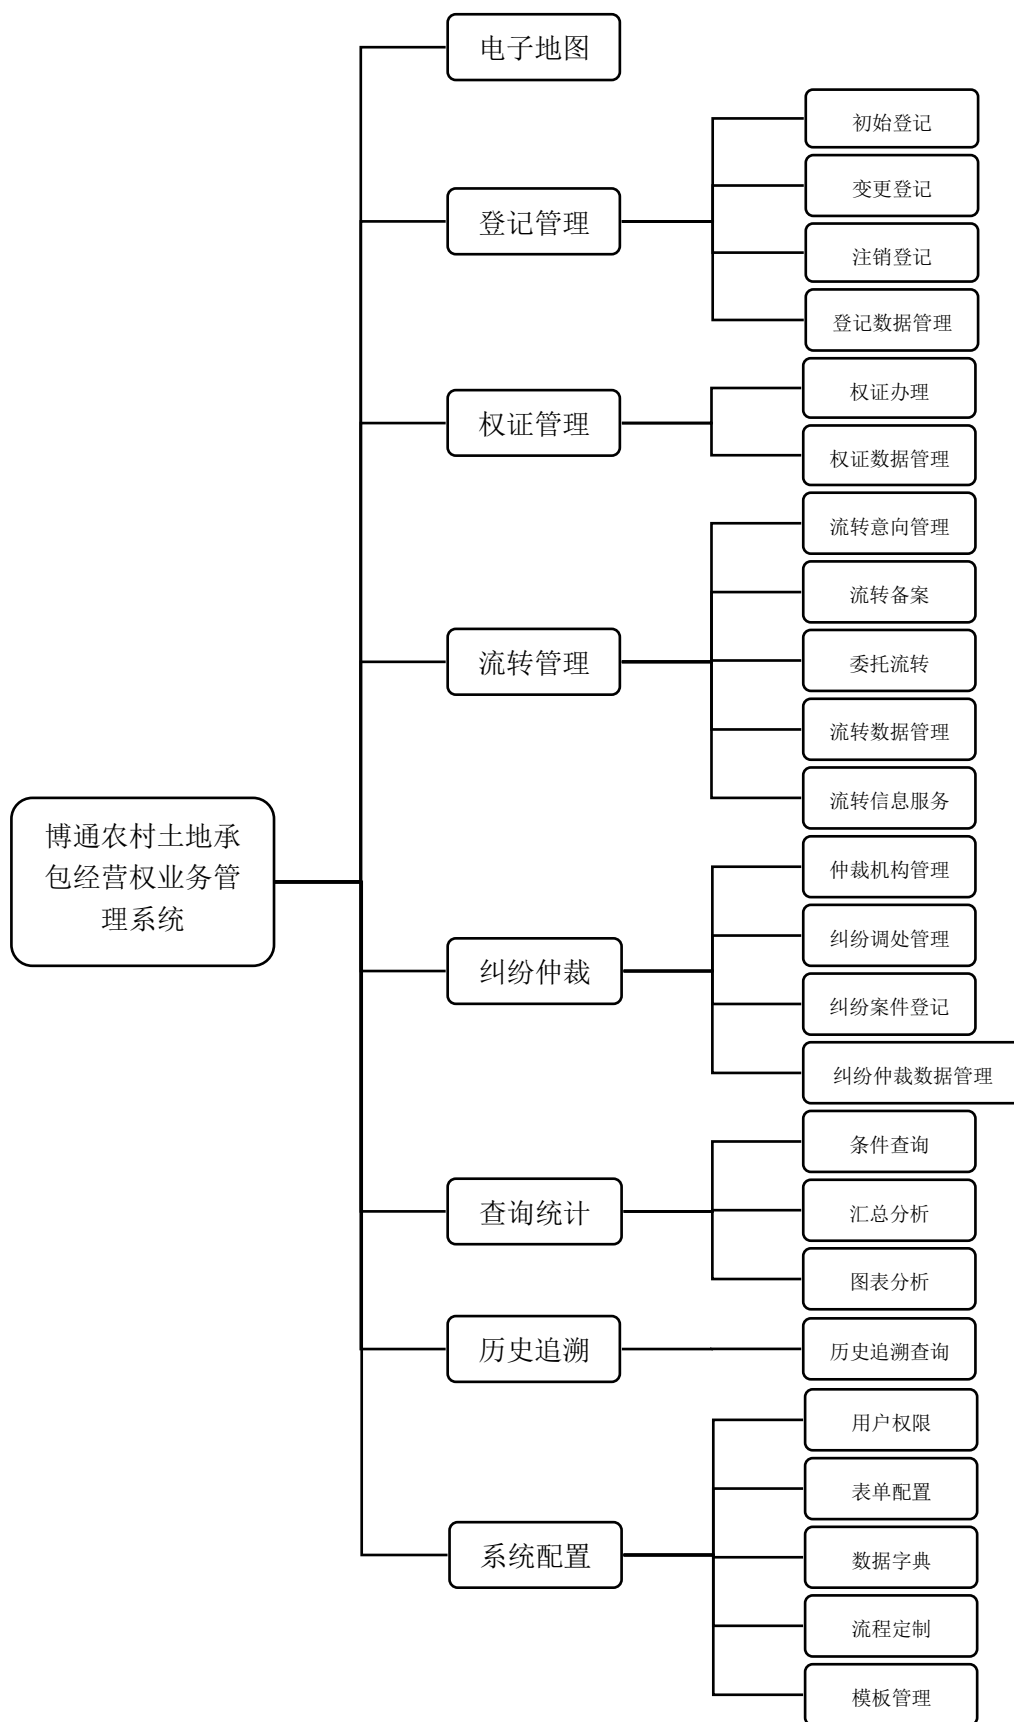 电子地图
初始登记
变更登记
登记管理
注销登记
登记数据管理
权证办理
权证管理
权证数据管理
流转意向管理
流转备案
流转管理
委托流转
流转数据管理
流转信息服务
博通农村土地承
包经营权业务管
理系统
仲裁机构管理
纠纷调处管理
纠纷仲裁
纠纷案件登记
纠纷仲裁数据管理
条件查询
查询统计
汇总分析
图表分析
历史追溯
历史追溯查询
用户权限
表单配置
系统配置
数据字典
流程定制
模板管理